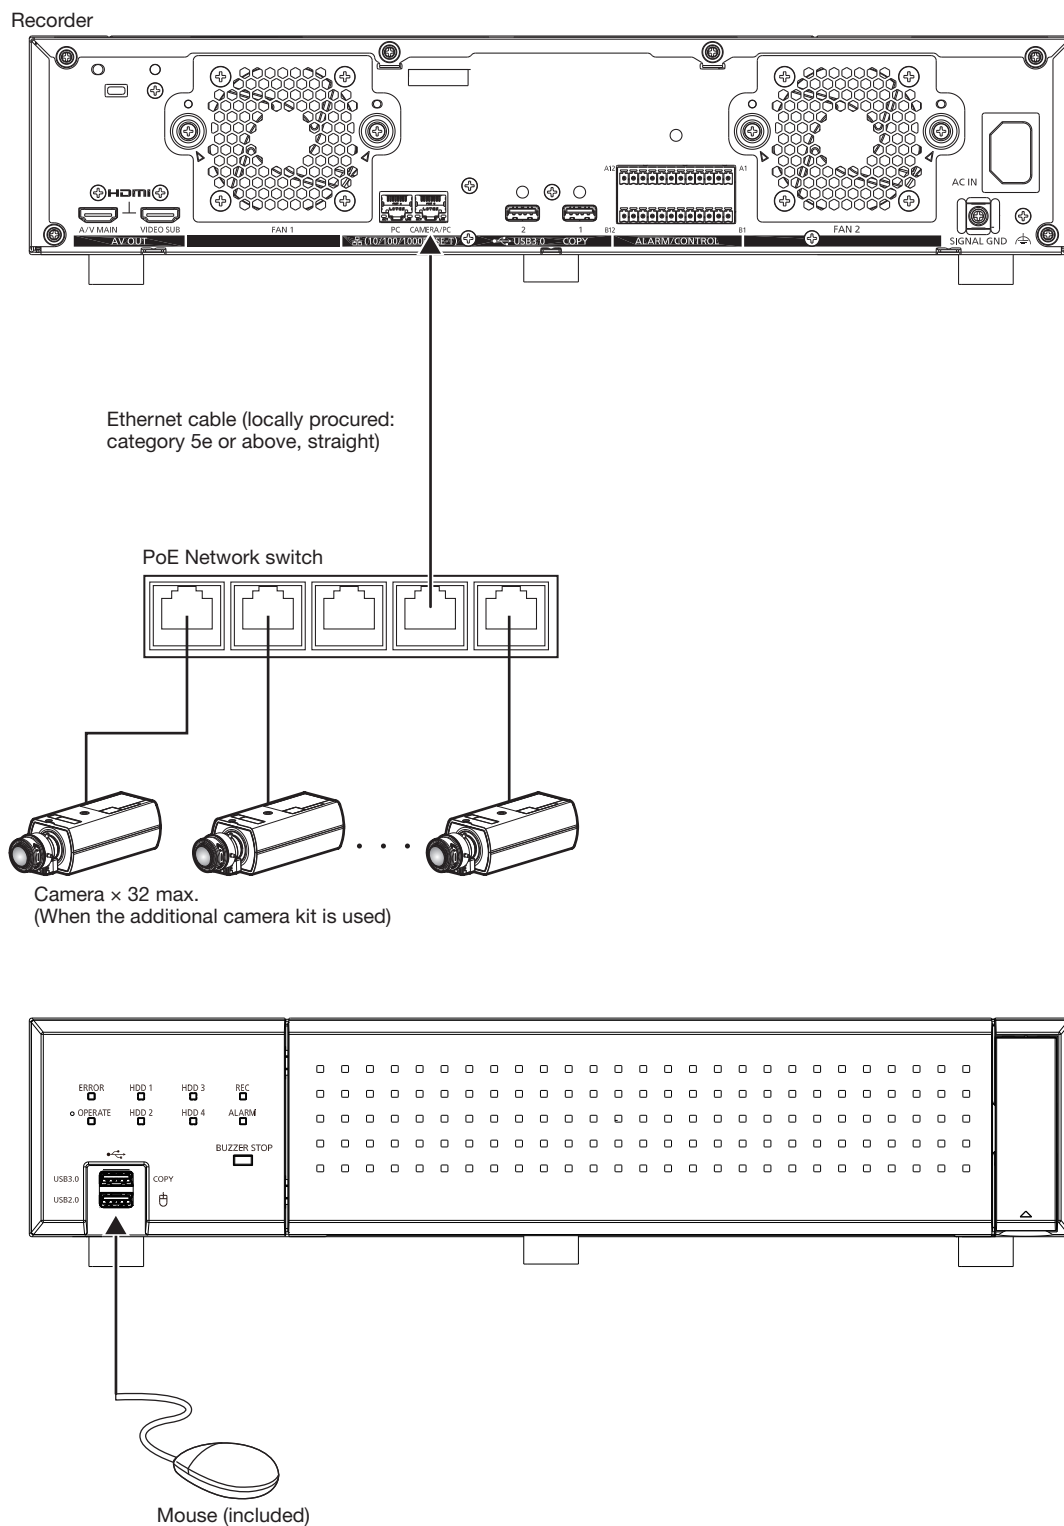 Recorder
A12
A1
AC IN
HDMI
A/V MAIN
VIDEO SUB
PC
CAMERA/PC
2
1
B12
B1
AV OUT
FAN 1
(10/100/1000
SE-T)
USB3.0
COPY
ALARM/CONTROL
FAN 2
SIGNAL GND
Ethernet cable (locally procured:
category 5e or above, straight)
PoE Network switch
Camera × 32 max.
(When the additional camera kit is used)
ERROR
HDD 1
HDD 3
REC
OPERATE
HDD 2
HDD 4
ALARM
BUZZER STOP
USB3.0
COPY
USB2.0
Mouse (included)